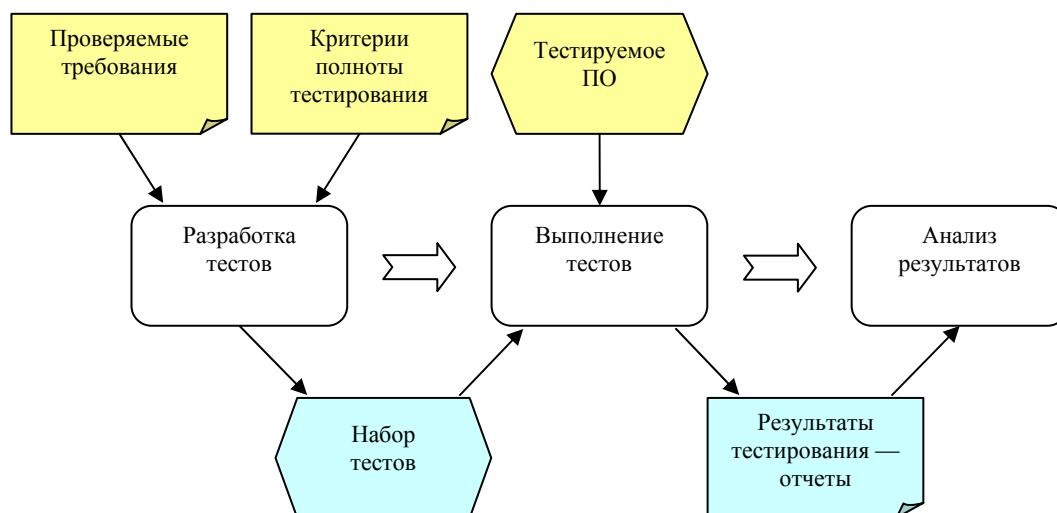 Проверяемые
требования
Критерии
полноты
тестирования
Тестируемое
ПО
Разработка
тестов
Выполнение
тестов
Анализ
результатов
Набор
тестов
Результаты
тестирования —
отчеты